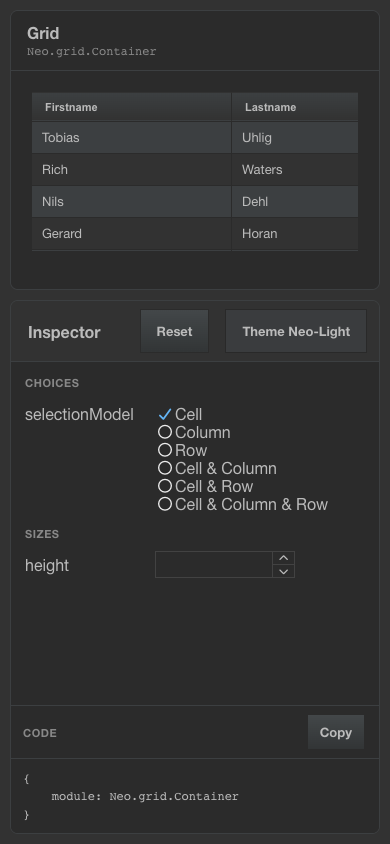 Grid
Neo.grid.Container
Firstname Lastname
Tobias Uhlig
Rich Waters
Nils Dehl
Gerard Horan
Inspector Reset Theme Neo-Light
CHOICES
selectionModel Cell
Column
Row
Cell & Column
Cell & Row
Cell & Column & Row
SIZES
height
CODE Copy
{
module: Neo.grid.Container
}